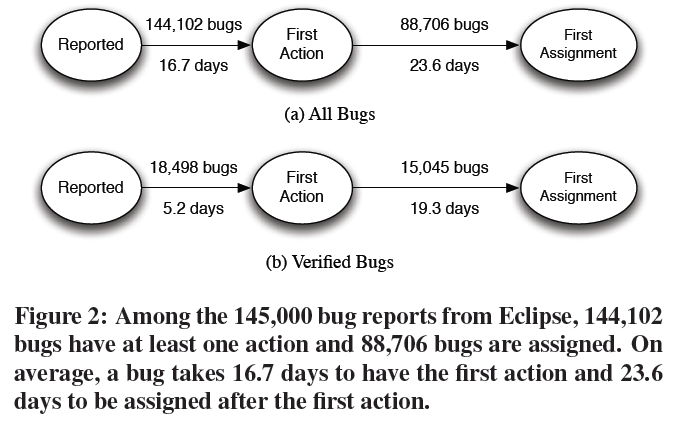 144,102 bugs
88,706 bugs
Reported
First
Action
First
Assignment
16.7 days
23.6 days
(a) All Bugs
18,498 bugs
15,045 bugs
Reported
First
Action
First
Assignment
5.2 days
19.3 days
(b) Verified Bugs
Figure 2: Among the 145,000 bug reports from Eclipse, 144,102
bugs have at least one action and 88,706 bugs are assigned. On
average, a bug takes 16.7 days to have the first action and 23.6
days to be assigned after the first action.